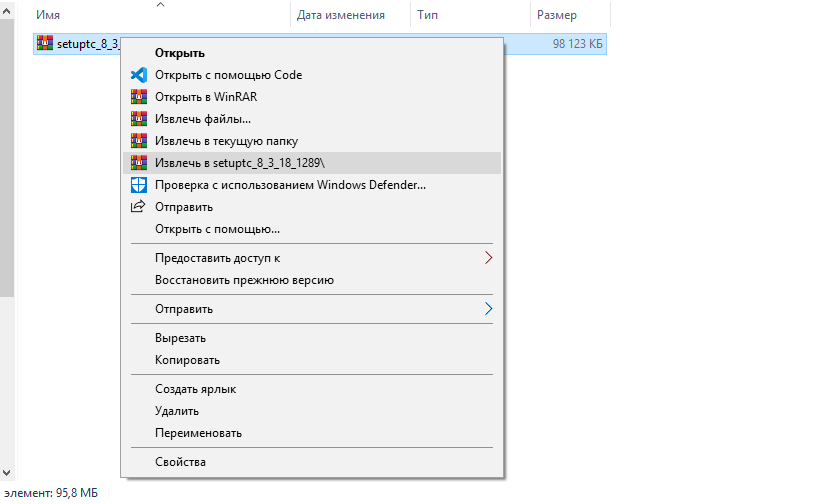 Имя Дата изменения Тип Размер
setuptc_8_3_ 98 123 КБ
Открыть
Открыть с помощью Code
Открыть в WinRAR
Извлечь файлы...
Извлечь в текущую папку
Извлечь в setuptc_8_3_18_1289\
Проверка с использованием Windows Defender...
Отправить
Открыть с помощью...
Предоставить доступ к
Восстановить прежнюю версию
Отправить
Вырезать
Копировать
Создать ярлык
Удалить
Переименовать
Свойства
элемент: 95,8 МБ